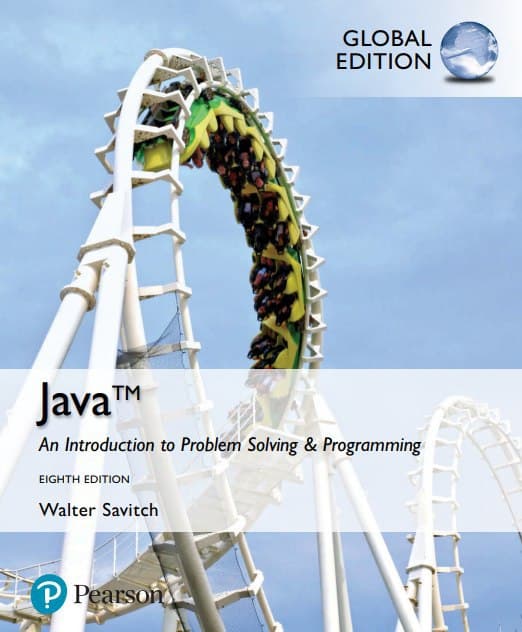 GLOBAL
EDITION
Java™
An Introduction to Problem Solving & Programming
EIGHTH EDITION
Walter Savitch
P Pearson